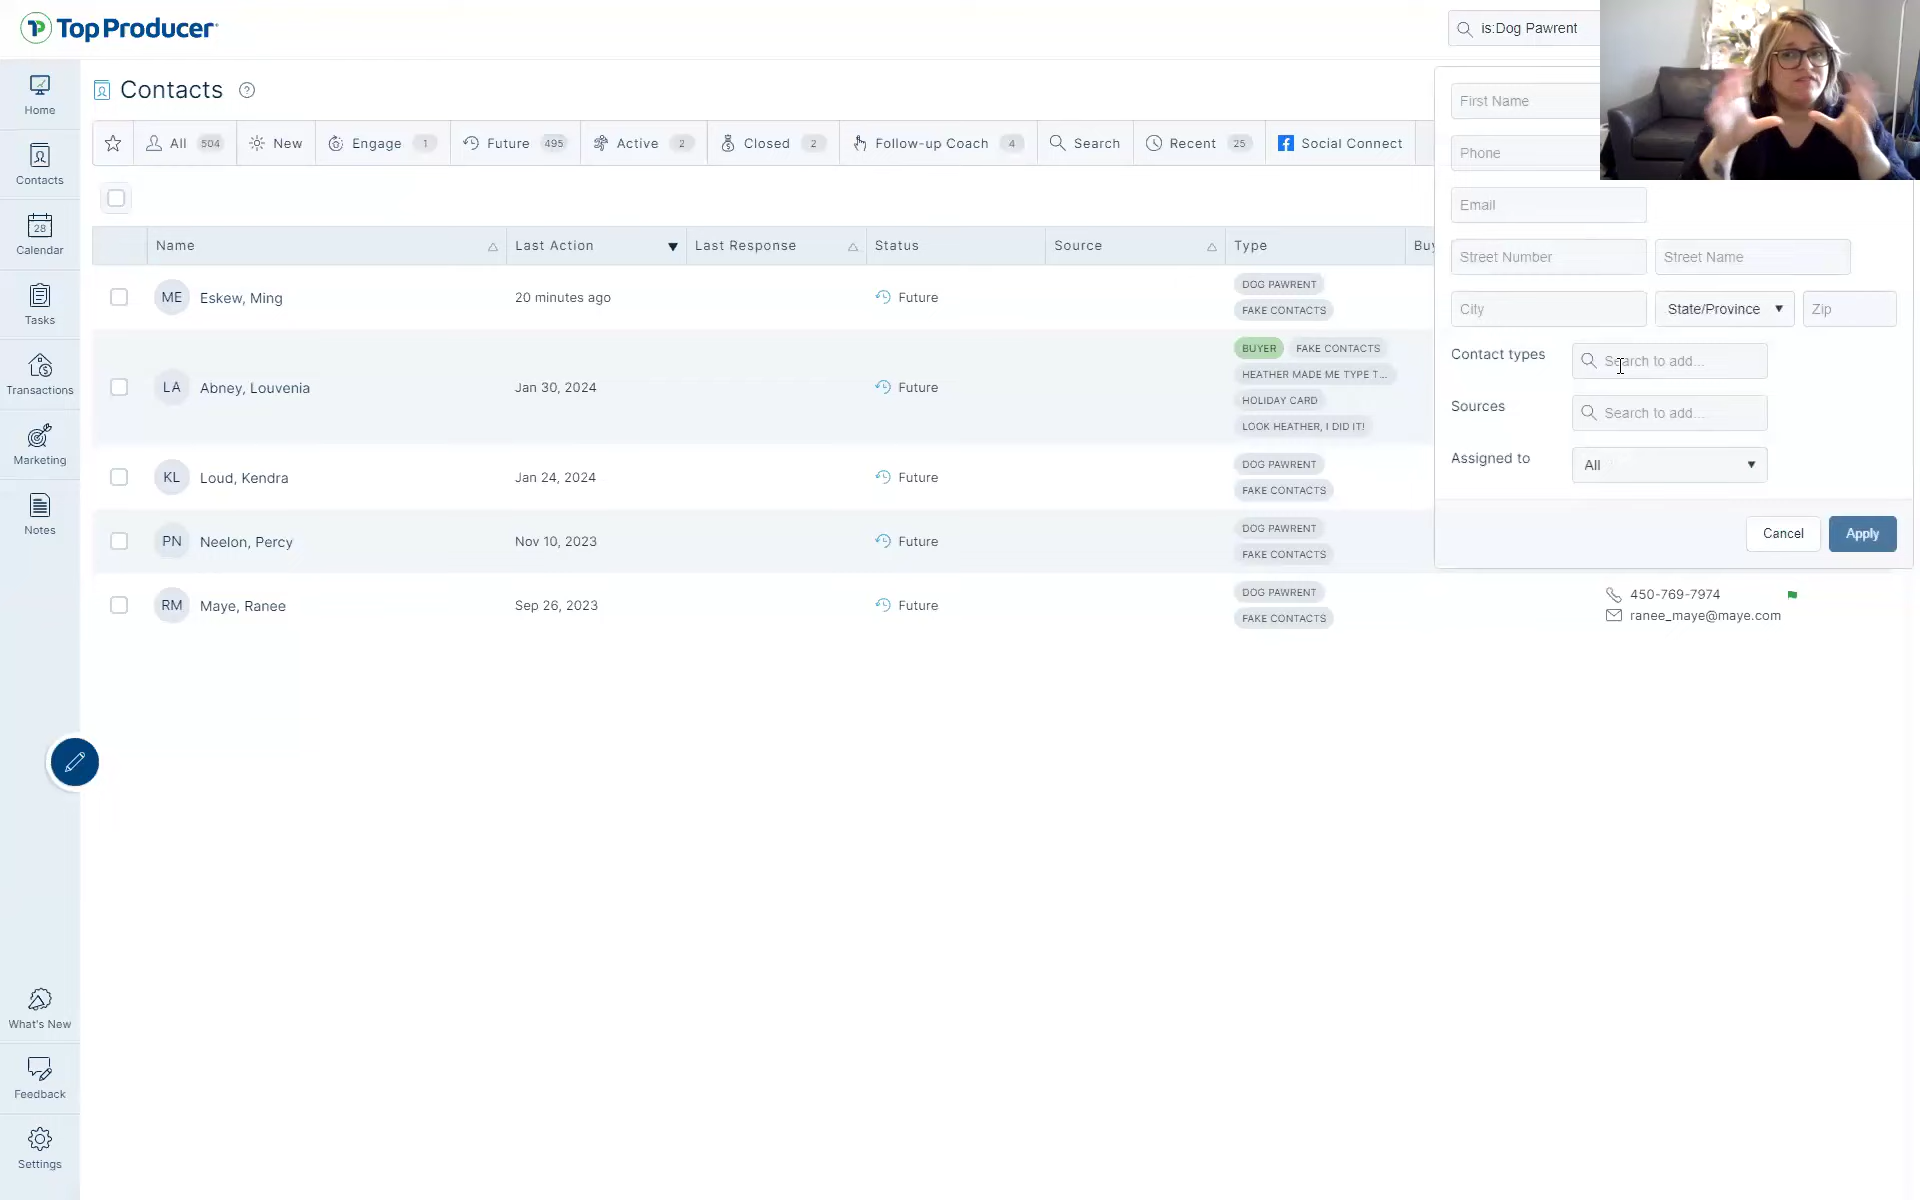 TopProducer
is:Dog Pawrent
Home
Contacts
28
Calendar
Tasks
Transactions
Marketing
Notes
What's New
Feedback
Settings
Contacts ?
All 504 New Engage 1 Future 495 Active 2 Closed 2 Follow-up Coach 4 Search Recent 25 Social Connect
Name Last Action Last Response Status Source Type Buy
ME Eskew, Ming 20 minutes ago Future
DOG PAWRENT
FAKE CONTACTS
LA Abney, Louvenia Jan 30, 2024 Future
BUYER FAKE CONTACTS
HEATHER MADE ME TYPE T...
HOLIDAY CARD
LOOK HEATHER, I DID IT!
KL Loud, Kendra Jan 24, 2024 Future
DOG PAWRENT
FAKE CONTACTS
PN Neelon, Percy Nov 10, 2023 Future
DOG PAWRENT
FAKE CONTACTS
RM Maye, Ranee Sep 26, 2023 Future
DOG PAWRENT
FAKE CONTACTS
450-769-7974
ranee_maye@maye.com
First Name
Phone
Email
Street Number Street Name
City State/Province Zip
Contact types Search to add...
Sources Search to add...
Assigned to All
Cancel Apply